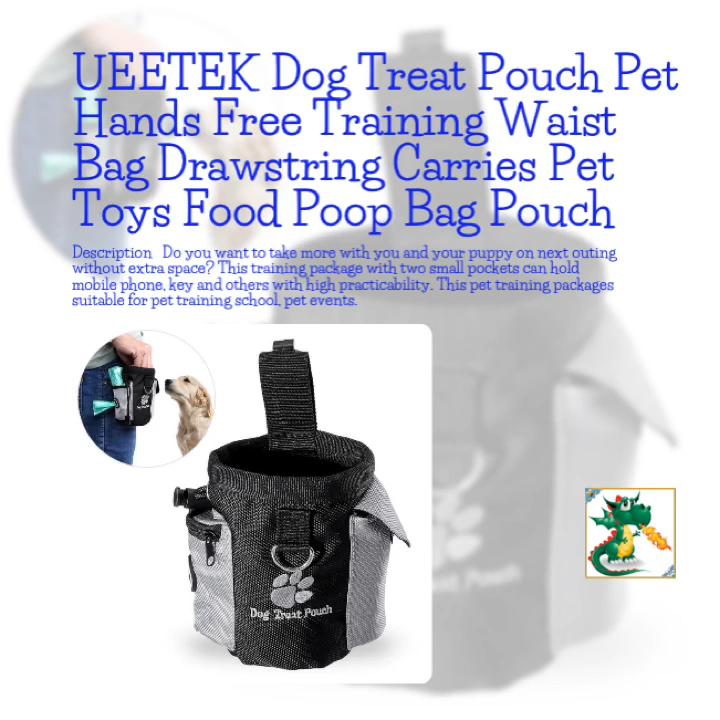 UEETEK Dog Treat Pouch Pet
Hands Free Training Waist
Bag Drawstring Carries Pet
Toys Food Poop Bag Pouch
Description Do you want to take more with you and your puppy on next outing
without extra space? This training package with two small pockets can hold
mobile phone, key and others with high practicability. This pet training packages
suitable for pet training school, pet events.
Dog Treat Pouch